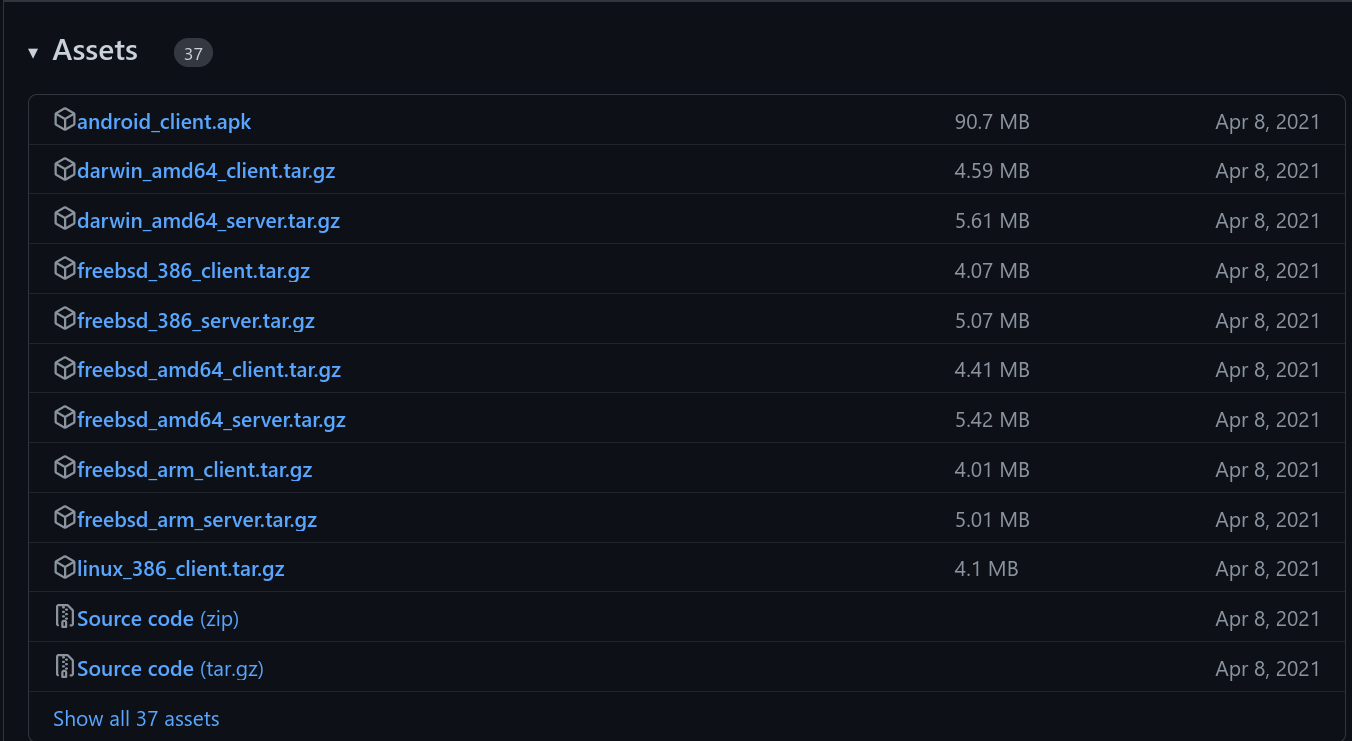 Assets 37
android_client.apk 90.7 MB Apr 8, 2021
darwin_amd64_client.tar.gz 4.59 MB Apr 8, 2021
darwin_amd64_server.tar.gz 5.61 MB Apr 8, 2021
freebsd_386_client.tar.gz 4.07 MB Apr 8, 2021
freebsd_386_server.tar.gz 5.07 MB Apr 8, 2021
freebsd_amd64_client.tar.gz 4.41 MB Apr 8, 2021
freebsd_amd64_server.tar.gz 5.42 MB Apr 8, 2021
freebsd_arm_client.tar.gz 4.01 MB Apr 8, 2021
freebsd_arm_server.tar.gz 5.01 MB Apr 8, 2021
linux_386_client.tar.gz 4.1 MB Apr 8, 2021
Source code (zip) Apr 8, 2021
Source code (tar.gz) Apr 8, 2021
Show all 37 assets